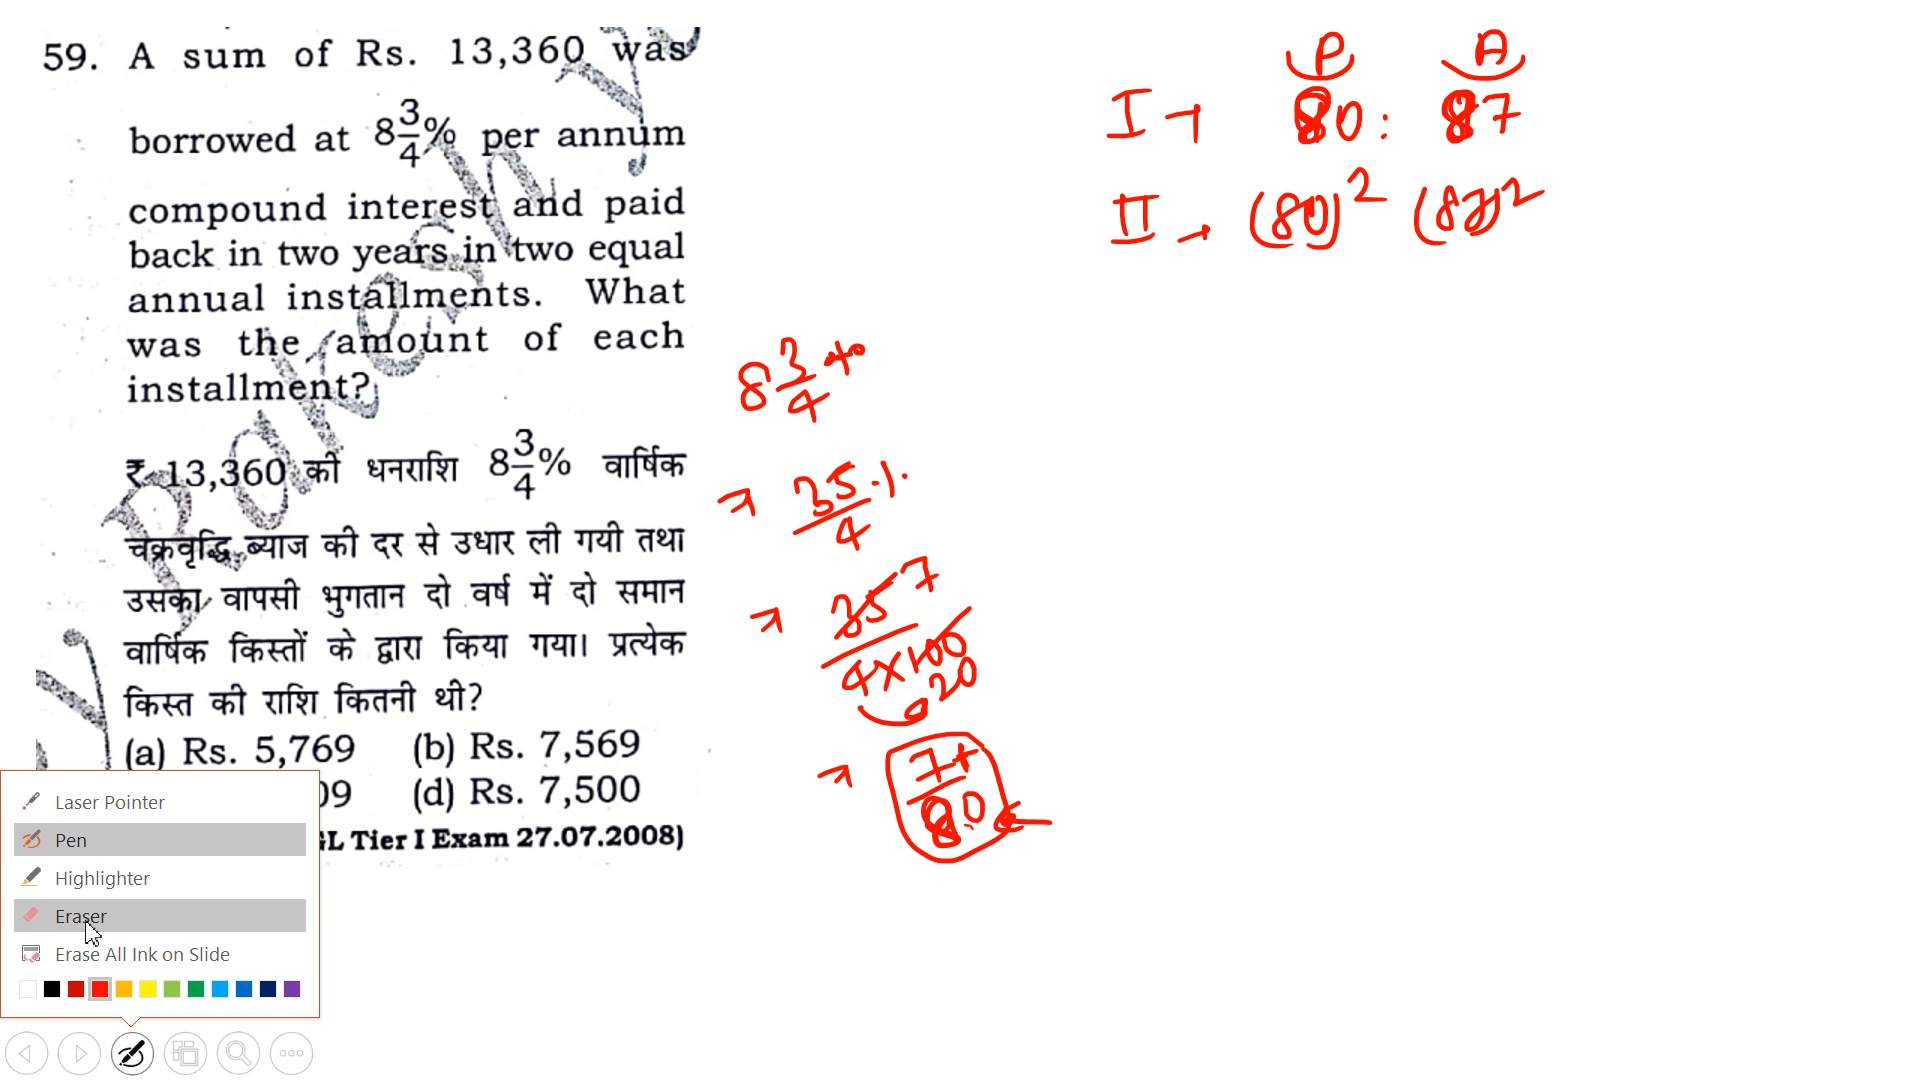 59. A sum of Rs. 13,360 was
borrowed at 8 3/4 % per annum
compound interest and paid
back in two years in two equal
annual installments. What
was the amount of each
installment?
₹ 13,360 की धनराशि 8 3/4 % वार्षिक
चक्रवृद्धि ब्याज की दर से उधार ली गयी तथा
उसका वापसी भुगतान दो वर्ष में दो समान
वार्षिक किस्तों के द्वारा किया गया। प्रत्येक
किस्त की राशि कितनी थी?
(a) Rs. 5,769 (b) Rs. 7,569
09 (d) Rs. 7,500
GL Tier I Exam 27.07.2008)
P A
I → 80 : 87
II → (80)² (87)²
8 3/4 %
→ 35/4 %
→ 35 7
4×100
20
→ 7+
80
Laser Pointer
Pen
Highlighter
Eraser
Erase All Ink on Slide